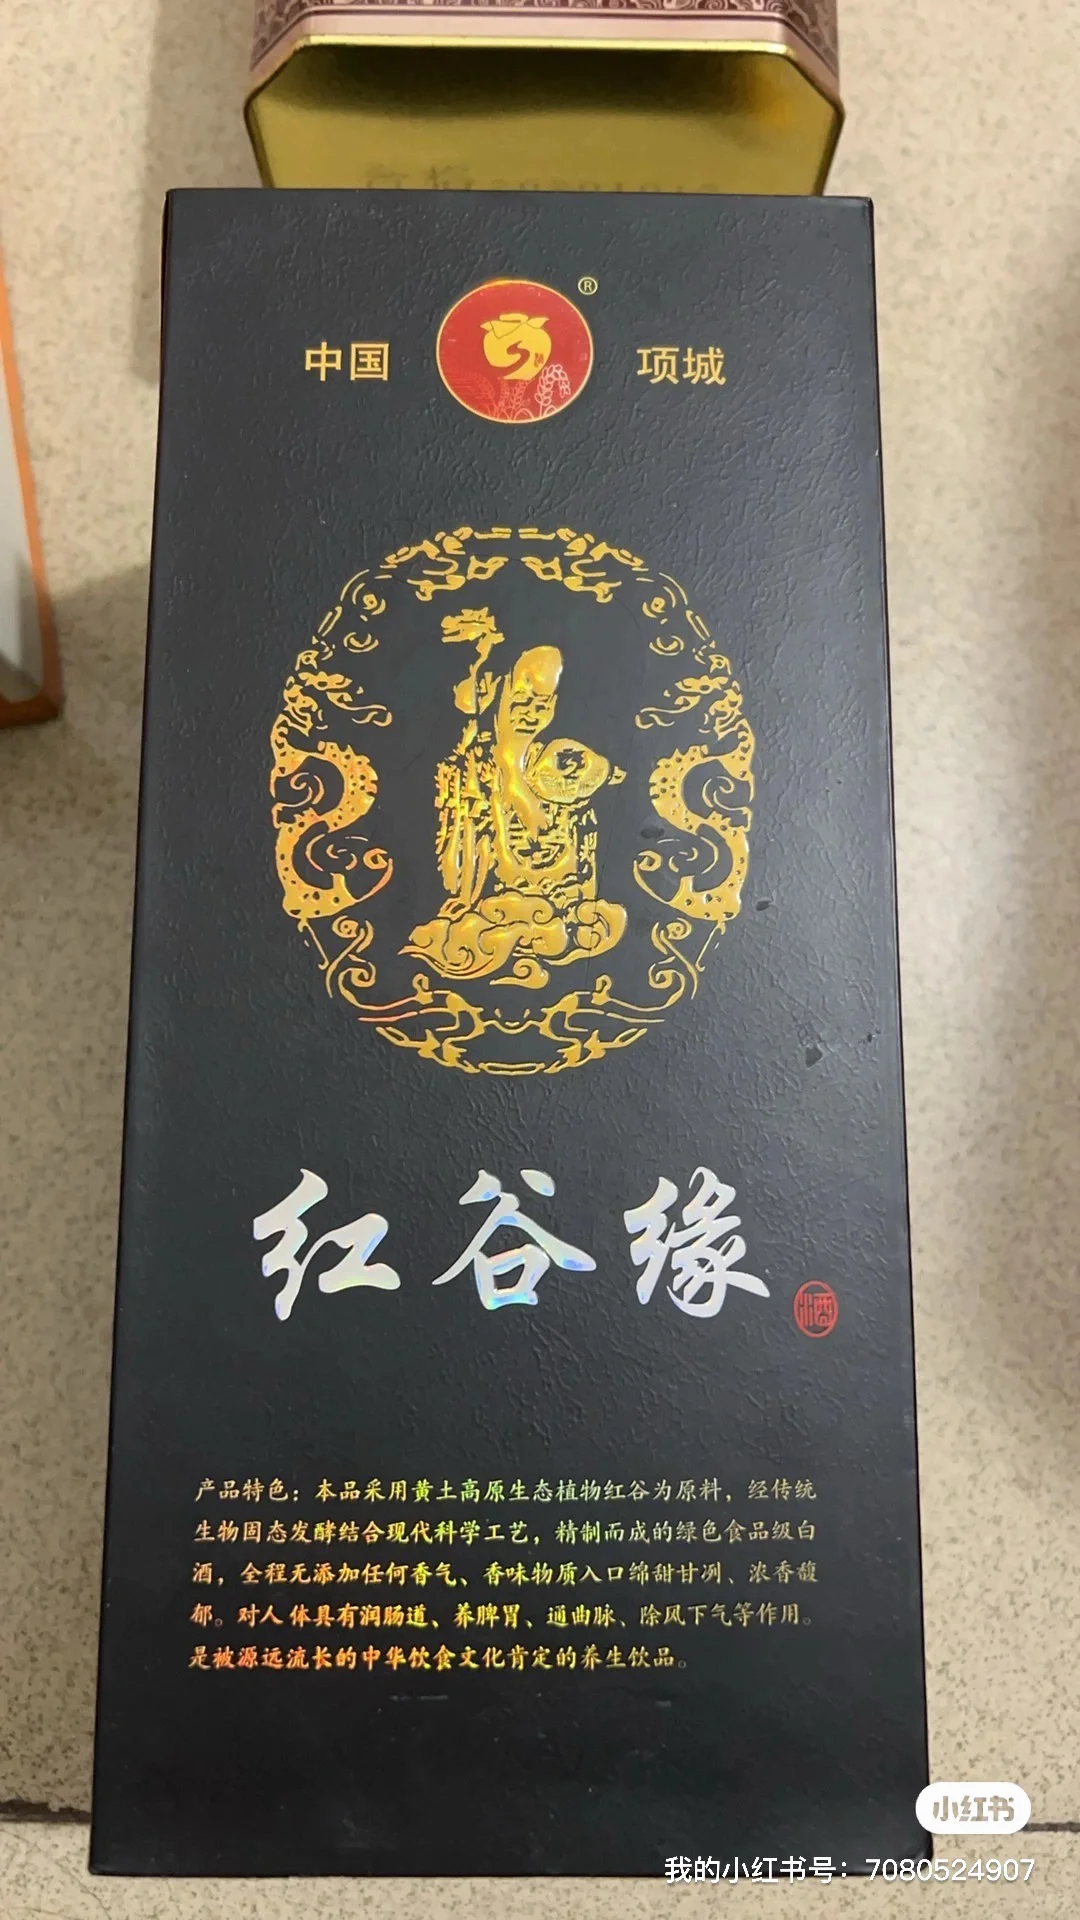 ®
中国 项城
红谷缘
酒
产品特色：本品采用黄土高原生态植物红谷为原料，经传统
生物固态发酵结合现代科学工艺，精制而成的绿色食品级白
酒，全程无添加任何香气、香味物质入口绵甜甘冽、浓香馥
郁。对人体具有润肠道、养脾胃、通曲脉、除风下气等作用。
是被源远流长的中华饮食文化肯定的养生饮品。
小红书
我的小红书号：7080524907